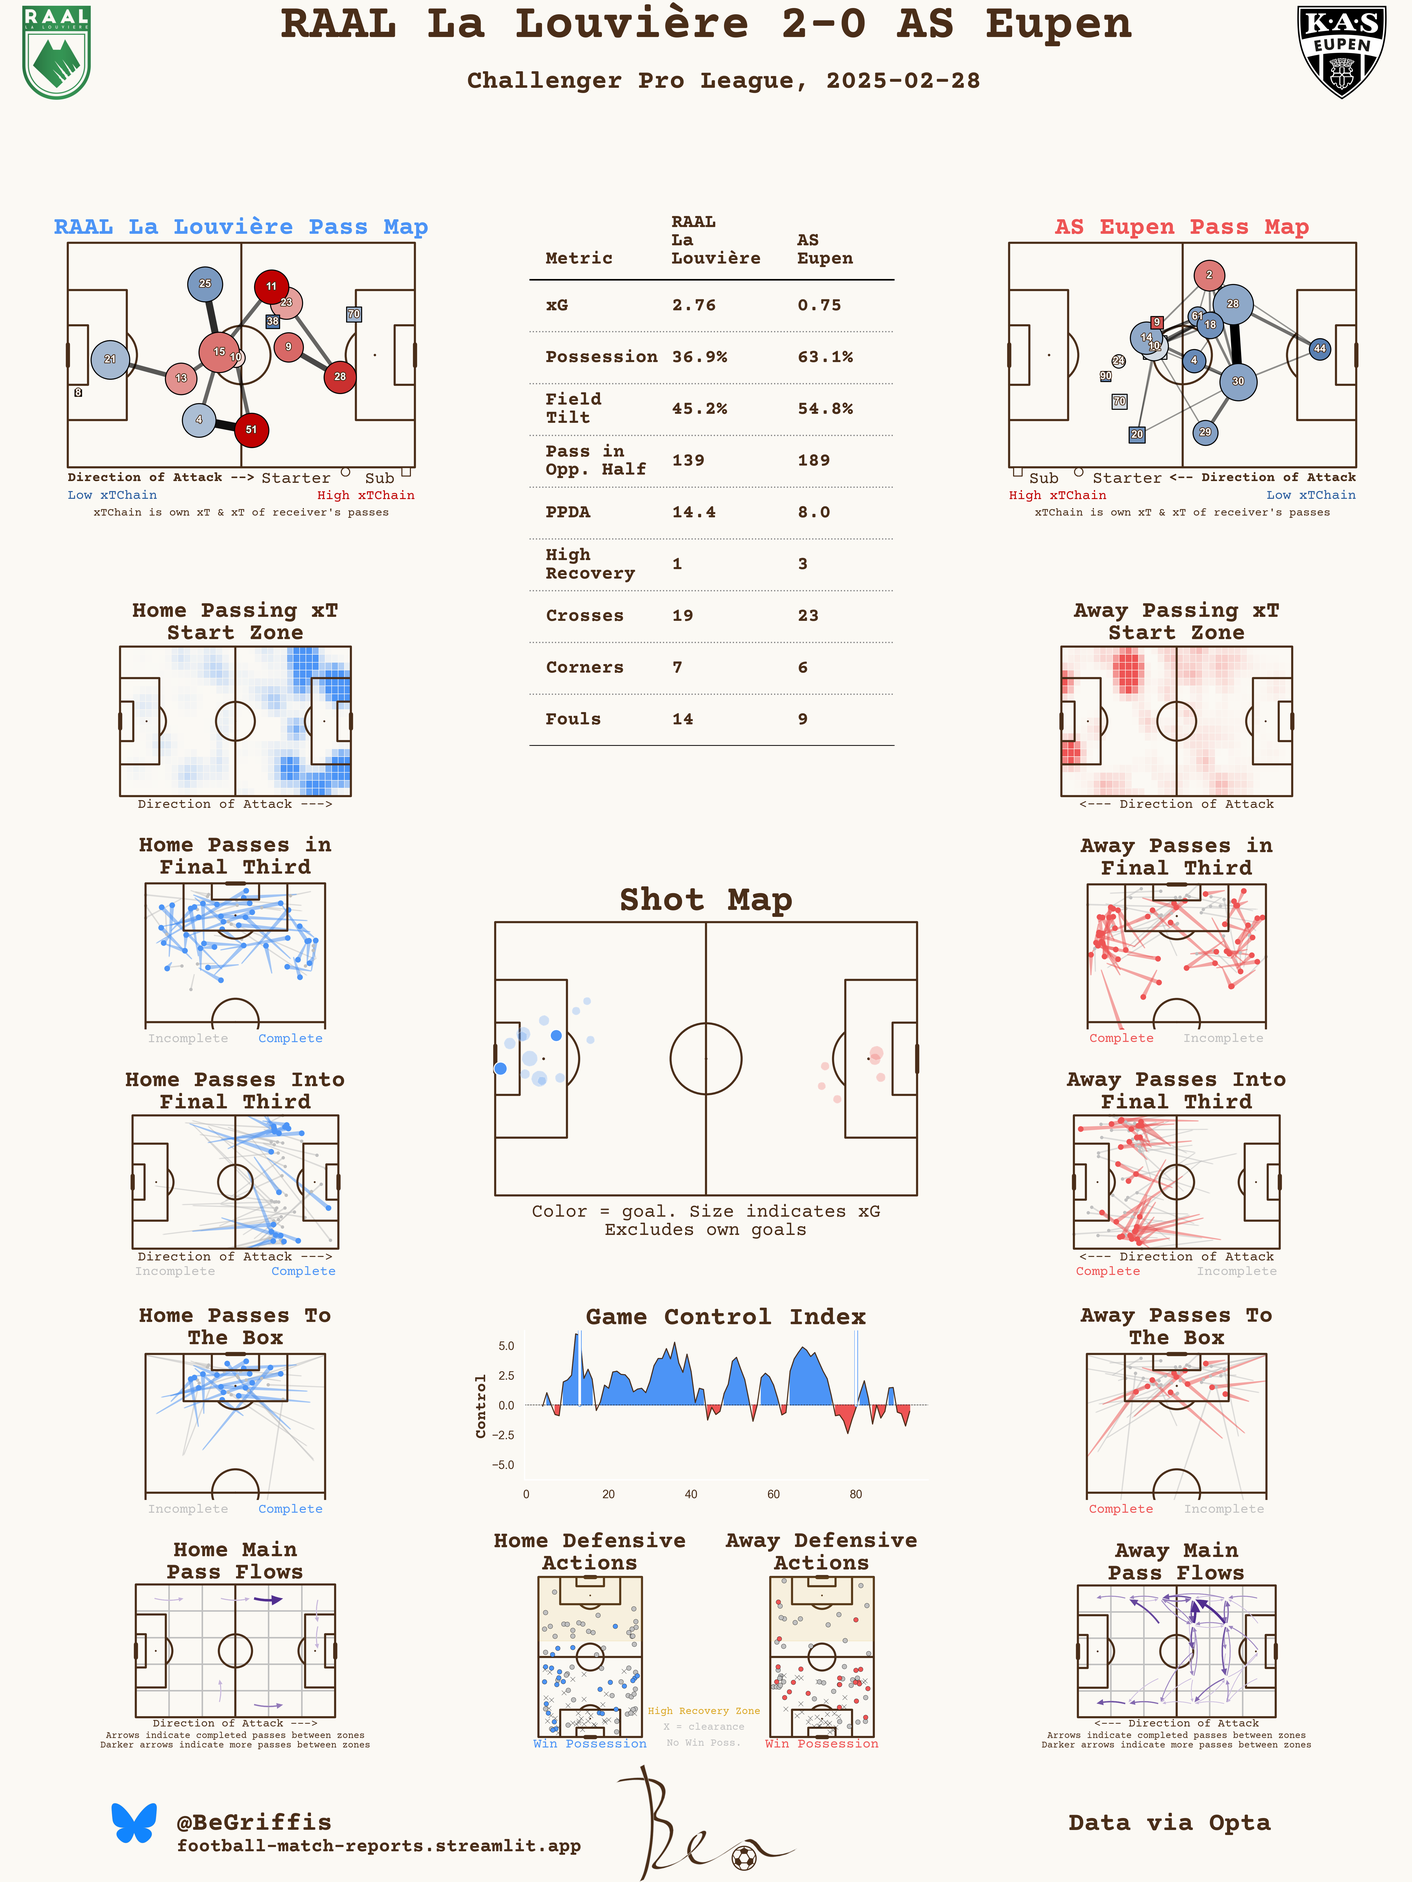 RAAL La Louvière 2-0 AS Eupen
Challenger Pro League, 2025-02-28
RAAL
LA LOUVIÈRE
K·A·S
EUPEN
RAAL La Louvière Pass Map
25
11
23
38
70
21
15
10
9
13
28
8
4
51
Direction of Attack --> Starter Sub
Low xTChain High xTChain
xTChain is own xT & xT of receiver's passes
Metric RAAL La Louvière AS Eupen
xG 2.76 0.75
Possession 36.9% 63.1%
Field Tilt 45.2% 54.8%
Pass in Opp. Half 139 189
PPDA 14.4 8.0
High Recovery 1 3
Crosses 19 23
Corners 7 6
Fouls 14 9
AS Eupen Pass Map
2
28
61
9
18
14
10
44
24
4
90
30
70
20
29
Sub Starter <-- Direction of Attack
High xTChain Low xTChain
xTChain is own xT & xT of receiver's passes
Home Passing xT
Start Zone
Direction of Attack --->
Away Passing xT
Start Zone
<--- Direction of Attack
Home Passes in
Final Third
Incomplete Complete
Away Passes in
Final Third
Complete Incomplete
Shot Map
Color = goal. Size indicates xG
Excludes own goals
Home Passes Into
Final Third
Direction of Attack --->
Incomplete Complete
Away Passes Into
Final Third
<--- Direction of Attack
Complete Incomplete
Home Passes To
The Box
Incomplete Complete
Game Control Index
Control
5.0
2.5
0.0
−2.5
−5.0
0 20 40 60 80
Away Passes To
The Box
Complete Incomplete
Home Main
Pass Flows
Direction of Attack --->
Arrows indicate completed passes between zones
Darker arrows indicate more passes between zones
Home Defensive
Actions
Win Possession
High Recovery Zone
X = clearance
No Win Poss.
Away Defensive
Actions
Win Possession
Away Main
Pass Flows
<--- Direction of Attack
Arrows indicate completed passes between zones
Darker arrows indicate more passes between zones
@BeGriffis
football-match-reports.streamlit.app
Ben
Data via Opta